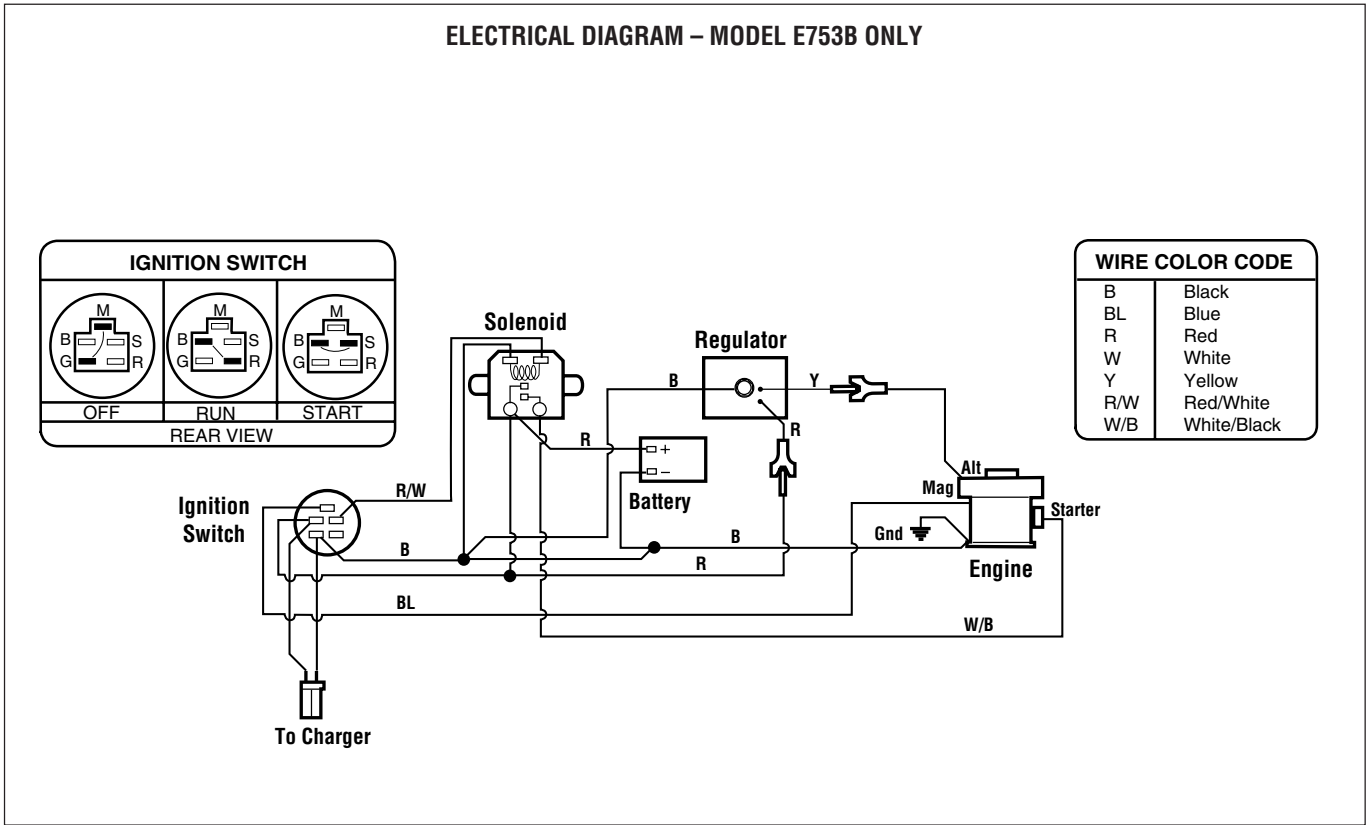 ELECTRICAL DIAGRAM – MODEL E753B ONLY
IGNITION SWITCH
M
B
S
G
R
OFF
M
B
S
G
R
RUN
M
B
S
G
R
START
REAR VIEW
WIRE COLOR CODE
B Black
BL Blue
R Red
W White
Y Yellow
R/W Red/White
W/B White/Black
Solenoid
Regulator
B
Y
R
R
+
–
Battery
Alt
Mag
Starter
Gnd
Engine
R/W
Ignition
Switch
B
B
R
BL
W/B
To Charger